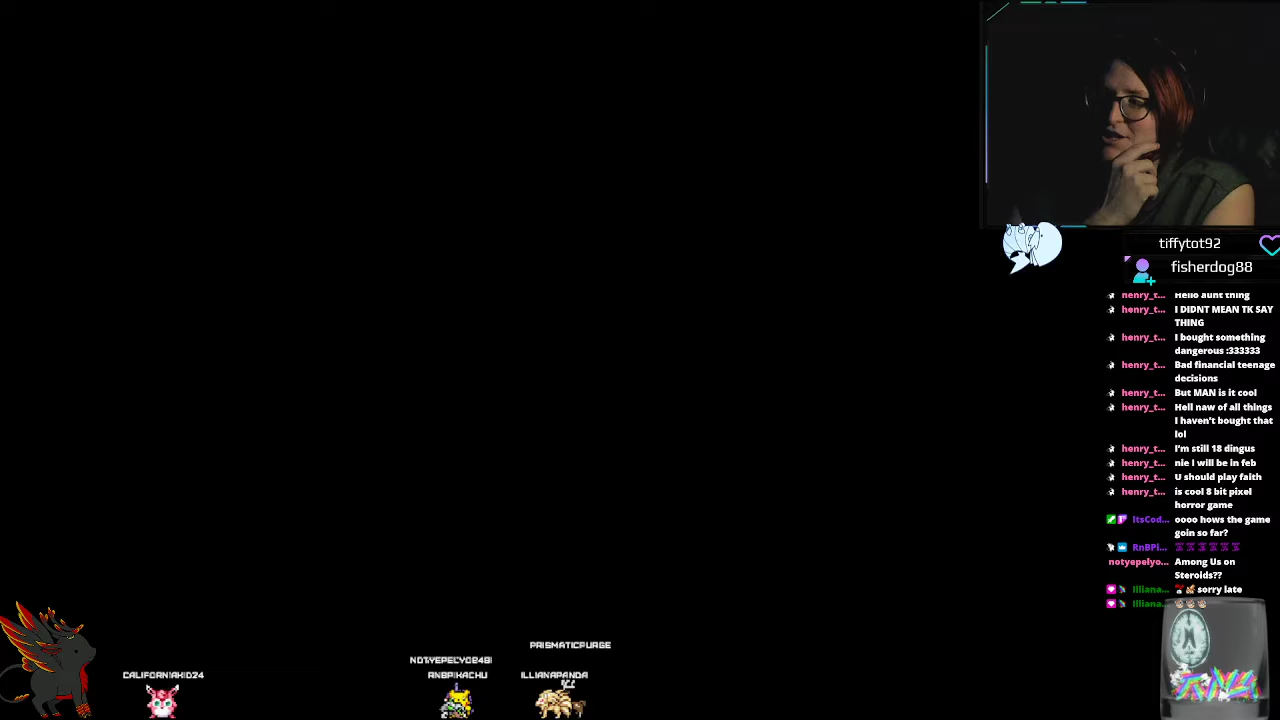 tiffytot92
fisherdog88
henry_t... Hello aunt thing
henry_t... I DIDNT MEAN TK SAY
THING
henry_t... I bought something
dangerous :333333
henry_t... Bad financial teenage
decisions
henry_t... But MAN is it cool
henry_t... Hell naw of all things
I haven't bought that
lol
henry_t... I'm still 18 dingus
henry_t... nie I will be in feb
henry_t... U should play faith
henry_t... is cool 8 bit pixel
horror game
ItsCod... oooo hows the game
goin so far?
RnBPi...
notyepelyo... Among Us on
Steroids??
Illiana... sorry late
Illiana...
PRISMATICPURGE
NOTYEPELYO848!
CALIFORNIAKID24
RNBPIKACHU
ILLIANAPANDA